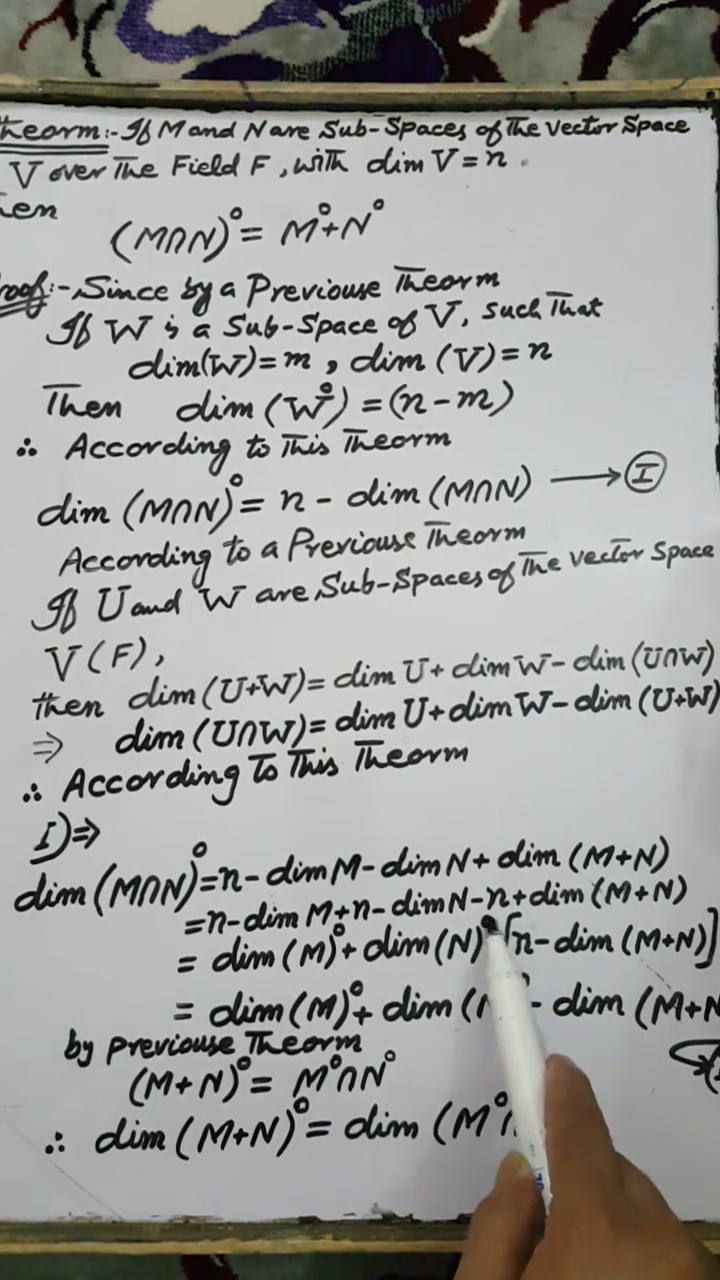 heorm:- If M and N are Sub-Spaces of The Vector Space
V over The Field F, with dim V = n.
en
(M∩N)° = M°+N°
roof:- Since by a Previouse Theorm
If W is a Sub-Space of V, such That
dim(W)=m, dim (V)=n
Then dim (W°) = (n-m)
∴ According to This Theorm
dim (M∩N)° = n - dim (M∩N) ⟶ I
According to a Previouse Theorm
If U and W are Sub-Spaces of The Vector Space
V(F),
then dim (U+W)= dim U+ dim W- dim (U∩W)
⇒ dim (U∩W)= dim U+ dim W- dim (U+W)
∴ According To This Theorm
I)⇒
dim (M∩N)° = n - dim M - dim N + dim (M+N)
= n- dim M+n- dim N-n+ dim (M+N)
= dim (M)°+ dim (N)° [n- dim (M+N)]
= dim (M)°+ dim ( - dim (M+N
by Previouse Theorm
(M+N)° = M°∩N°
∴ dim (M+N)° = dim (M°